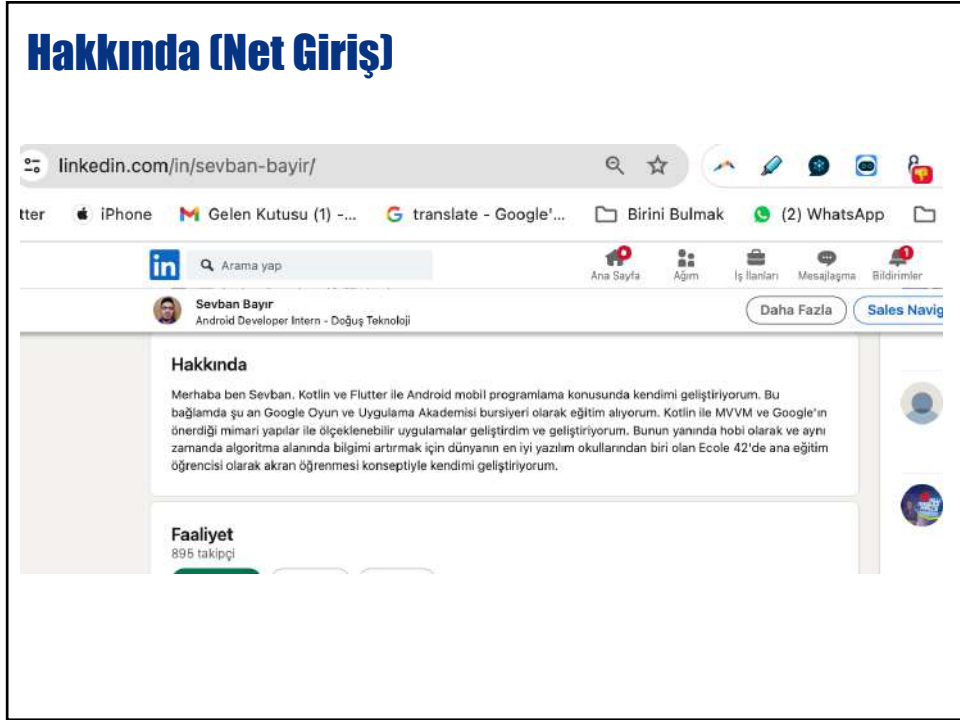 Hakkında (Net Giriş)
linkedin.com/in/sevban-bayir/
tter iPhone Gelen Kutusu (1) -... translate - Google'... Birini Bulmak (2) WhatsApp
in Arama yap Ana Sayfa Ağım İş İlanları Mesajlaşma Bildirimler 1
Sevban Bayır
Android Developer Intern - Doğuş Teknoloji
Daha Fazla Sales Navig
Hakkında
Merhaba ben Sevban. Kotlin ve Flutter ile Android mobil programlama konusunda kendimi geliştiriyorum. Bu
bağlamda şu an Google Oyun ve Uygulama Akademisi bursiyeri olarak eğitim alıyorum. Kotlin ile MVVM ve Google'ın
önerdiği mimari yapılar ile ölçeklenebilir uygulamalar geliştirdim ve geliştiriyorum. Bunun yanında hobi olarak ve aynı
zamanda algoritma alanında bilgimi artırmak için dünyanın en iyi yazılım okullarından biri olan Ecole 42'de ana eğitim
öğrencisi olarak akran öğrenmesi konseptiyle kendimi geliştiriyorum.
Faaliyet
895 takipçi